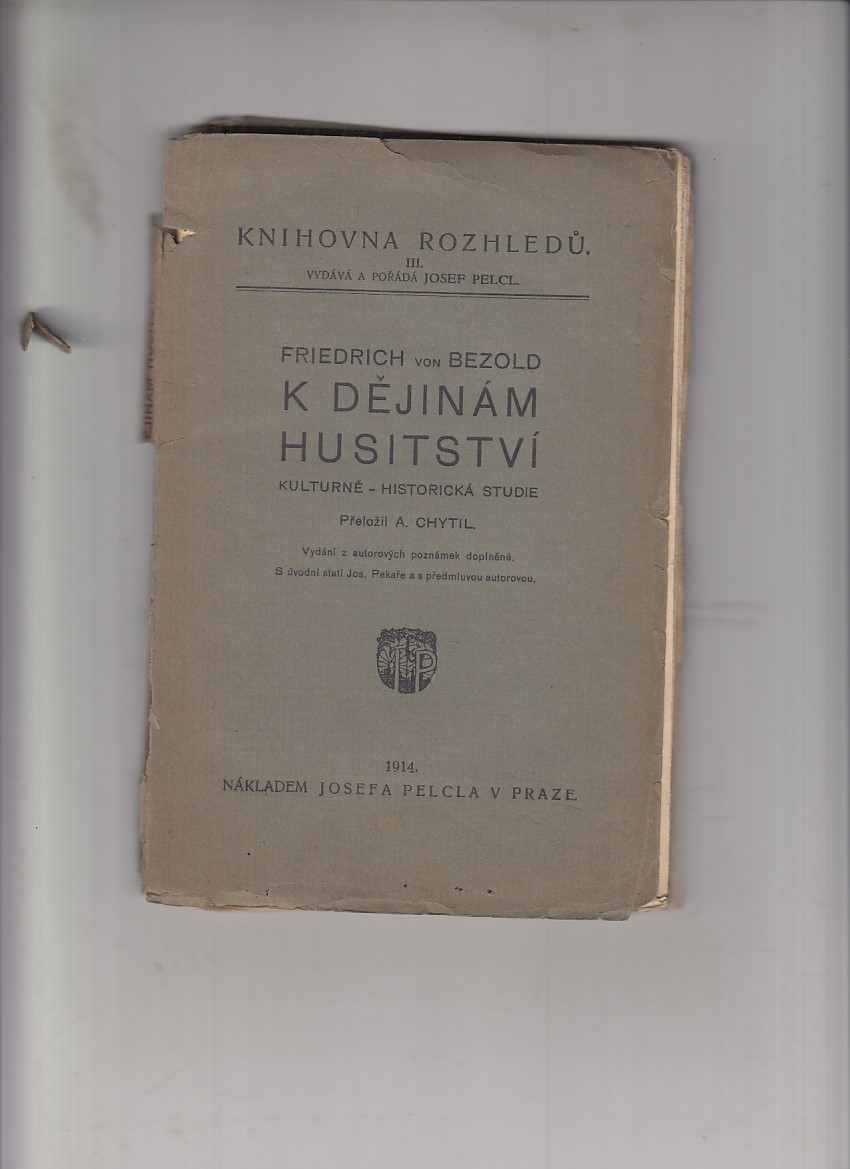 KNIHOVNA ROZHLEDŮ.
III.
VYDÁVÁ A POŘÁDÁ JOSEF PELCL.
FRIEDRICH VON BEZOLD
K DĚJINÁM
HUSITSTVÍ
KULTURNĚ - HISTORICKÁ STUDIE
Přeložil A. CHYTIL.
Vydání z autorových poznámek doplněné.
S úvodní statí Jos. Pekaře a s předmluvou autorovou.
1914.
NÁKLADEM JOSEFA PELCLA V PRAZE.